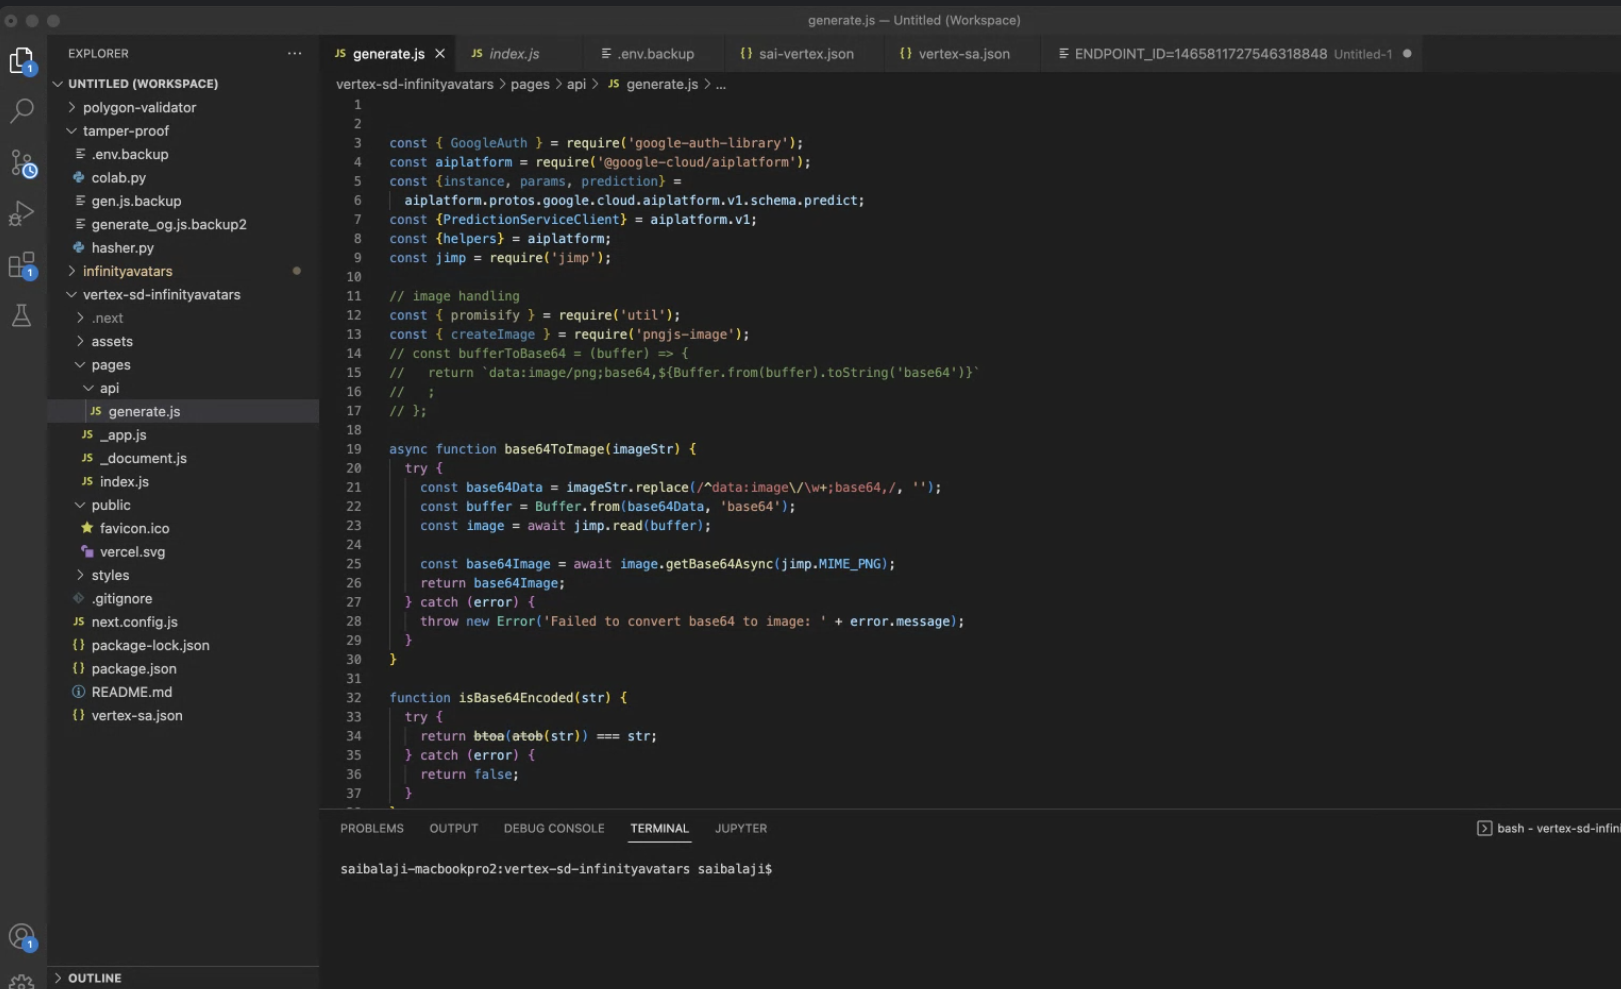 generate.js — Untitled (Workspace)
EXPLORER
UNTITLED (WORKSPACE)
polygon-validator
tamper-proof
.env.backup
colab.py
gen.js.backup
generate_og.js.backup2
hasher.py
infinityavatars
vertex-sd-infinityavatars
.next
assets
pages
api
JS generate.js
JS _app.js
JS _document.js
JS index.js
public
favicon.ico
vercel.svg
styles
.gitignore
JS next.config.js
{} package-lock.json
{} package.json
README.md
{} vertex-sa.json
OUTLINE
1
1
1
JS generate.js JS index.js .env.backup {} sai-vertex.json {} vertex-sa.json ENDPOINT_ID=1465811727546318848 Untitled-1
vertex-sd-infinityavatars > pages > api > JS generate.js > ...
1
2
3 const { GoogleAuth } = require('google-auth-library');
4 const aiplatform = require('@google-cloud/aiplatform');
5 const {instance, params, prediction} =
6 aiplatform.protos.google.cloud.aiplatform.v1.schema.predict;
7 const {PredictionServiceClient} = aiplatform.v1;
8 const {helpers} = aiplatform;
9 const jimp = require('jimp');
10
11 // image handling
12 const { promisify } = require('util');
13 const { createImage } = require('pngjs-image');
14 // const bufferToBase64 = (buffer) => {
15 // return `data:image/png;base64,${Buffer.from(buffer).toString('base64')}`
16 // ;
17 // };
18
19 async function base64ToImage(imageStr) {
20 try {
21 const base64Data = imageStr.replace(/^data:image\/\w+;base64,/, '');
22 const buffer = Buffer.from(base64Data, 'base64');
23 const image = await jimp.read(buffer);
24
25 const base64Image = await image.getBase64Async(jimp.MIME_PNG);
26 return base64Image;
27 } catch (error) {
28 throw new Error('Failed to convert base64 to image: ' + error.message);
29 }
30 }
31
32 function isBase64Encoded(str) {
33 try {
34 return btoa(atob(str)) === str;
35 } catch (error) {
36 return false;
37 }
PROBLEMS OUTPUT DEBUG CONSOLE TERMINAL JUPYTER
bash - vertex-sd-infini
saibalaji-macbookpro2:vertex-sd-infinityavatars saibalaji$